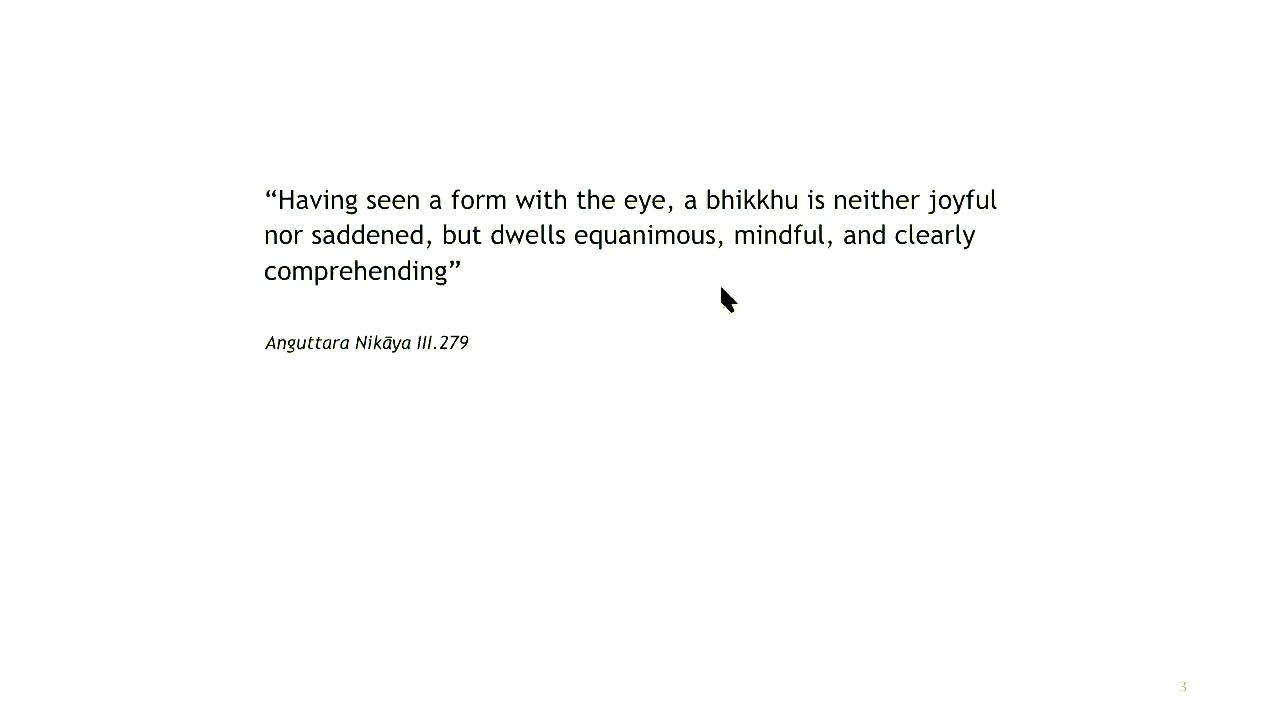 “Having seen a form with the eye, a bhikkhu is neither joyful
nor saddened, but dwells equanimous, mindful, and clearly
comprehending”
Anguttara Nikāya III.279
3